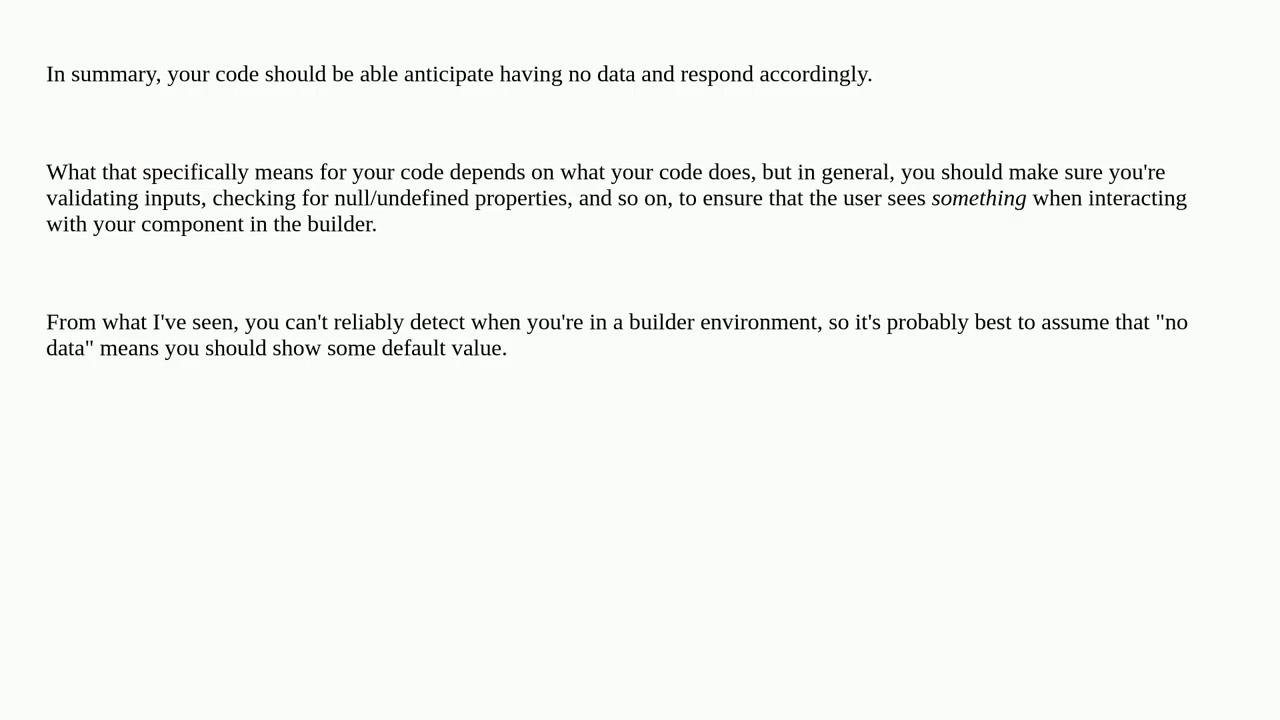 In summary, your code should be able anticipate having no data and respond accordingly.
What that specifically means for your code depends on what your code does, but in general, you should make sure you're
validating inputs, checking for null/undefined properties, and so on, to ensure that the user sees something when interacting
with your component in the builder.
From what I've seen, you can't reliably detect when you're in a builder environment, so it's probably best to assume that "no
data" means you should show some default value.